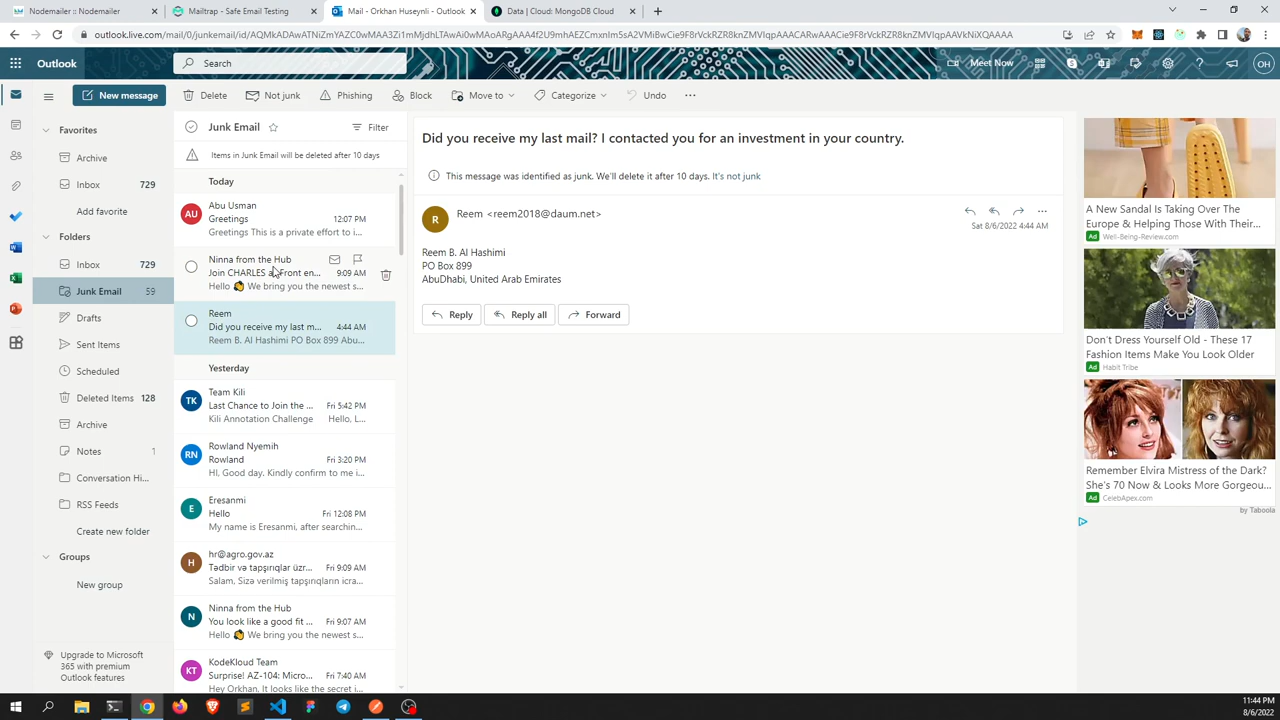 Nodemailer :: Nodemailer
Mailtrap - Safe Email Testing
Mail - Orkhan Huseynli - Outlook
Data | Cloud: MongoDB Cloud
outlook.live.com/mail/0/junkemail/id/
Outlook
Search
Meet Now
OH
New message
Delete
Not junk
Phishing
Block
Move to
Categorize
Undo
Favorites
Archive
Inbox 729
Add favorite
Folders
Inbox 729
Junk Email 59
Drafts
Sent Items
Scheduled
Deleted Items 128
Archive
Notes 1
Conversation Hi...
RSS Feeds
Create new folder
Groups
New group
Upgrade to Microsoft
365 with premium
Outlook features
Junk Email
Filter
Items in Junk Email will be deleted after 10 days
Today
AU
Abu Usman
Greetings 12:07 PM
Greetings This is a private effort to i...
Ninna from the Hub
Join CHARLES a Front en... 9:09 AM
Hello We bring you the newest s...
Reem
Did you receive my last m... 4:44 AM
Reem B. Al Hashimi PO Box 899 Abu...
Yesterday
TK
Team Kili
Last Chance to Join the ... Fri 5:42 PM
Kili Annotation Challenge Hello, L...
RN
Rowland Nyemih
Rowland Fri 3:20 PM
HI, Good day. Kindly confirm to me i...
E
Eresanmi
Hello Fri 12:08 PM
My name is Eresanmi, after searchin...
H
hr@agro.gov.az
Tədbir və tapşırıqlar üzr... Fri 9:09 AM
Salam, Sizə verilmiş tapşırıqların icra...
N
Ninna from the Hub
You look like a good fit ... Fri 9:07 AM
Hello We bring you the newest s...
KT
KodeKloud Team
Surprise! AZ-104: Micro... Fri 7:40 AM
Hey Orkhan, It looks like the secret i...
Did you receive my last mail? I contacted you for an investment in your country.
This message was identified as junk. We'll delete it after 10 days. It's not junk
R
Reem <reem2018@daum.net>
Sat 8/6/2022 4:44 AM
Reem B. Al Hashimi
PO Box 899
AbuDhabi, United Arab Emirates
Reply
Reply all
Forward
A New Sandal Is Taking Over The
Europe & Helping Those With Their...
Ad Well-Being-Review.com
Don't Dress Yourself Old - These 17
Fashion Items Make You Look Older
Ad Habit Tribe
Remember Elvira Mistress of the Dark?
She's 70 Now & Looks More Gorgeou...
Ad CelebApex.com
by Taboola
11:44 PM
8/6/2022